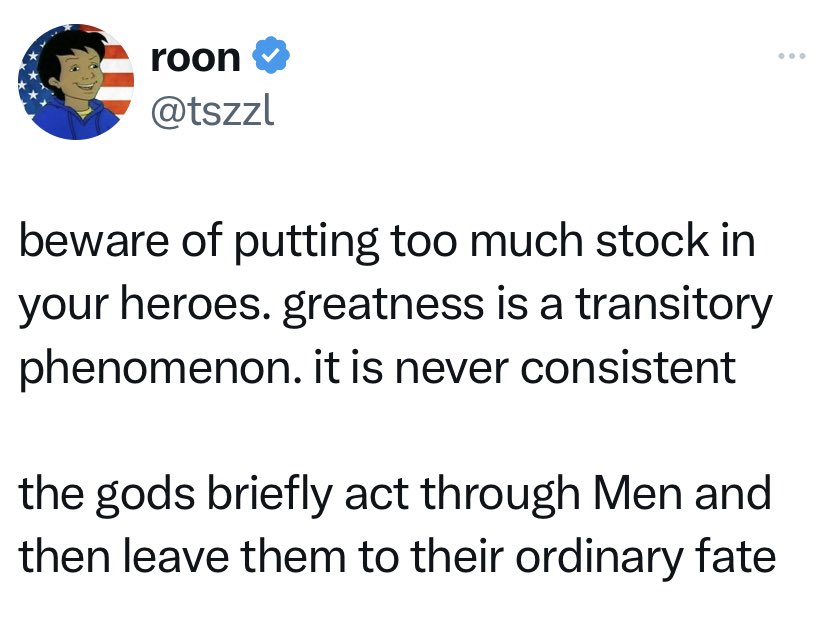 roon
@tszzl
beware of putting too much stock in
your heroes. greatness is a transitory
phenomenon. it is never consistent
the gods briefly act through Men and
then leave them to their ordinary fate